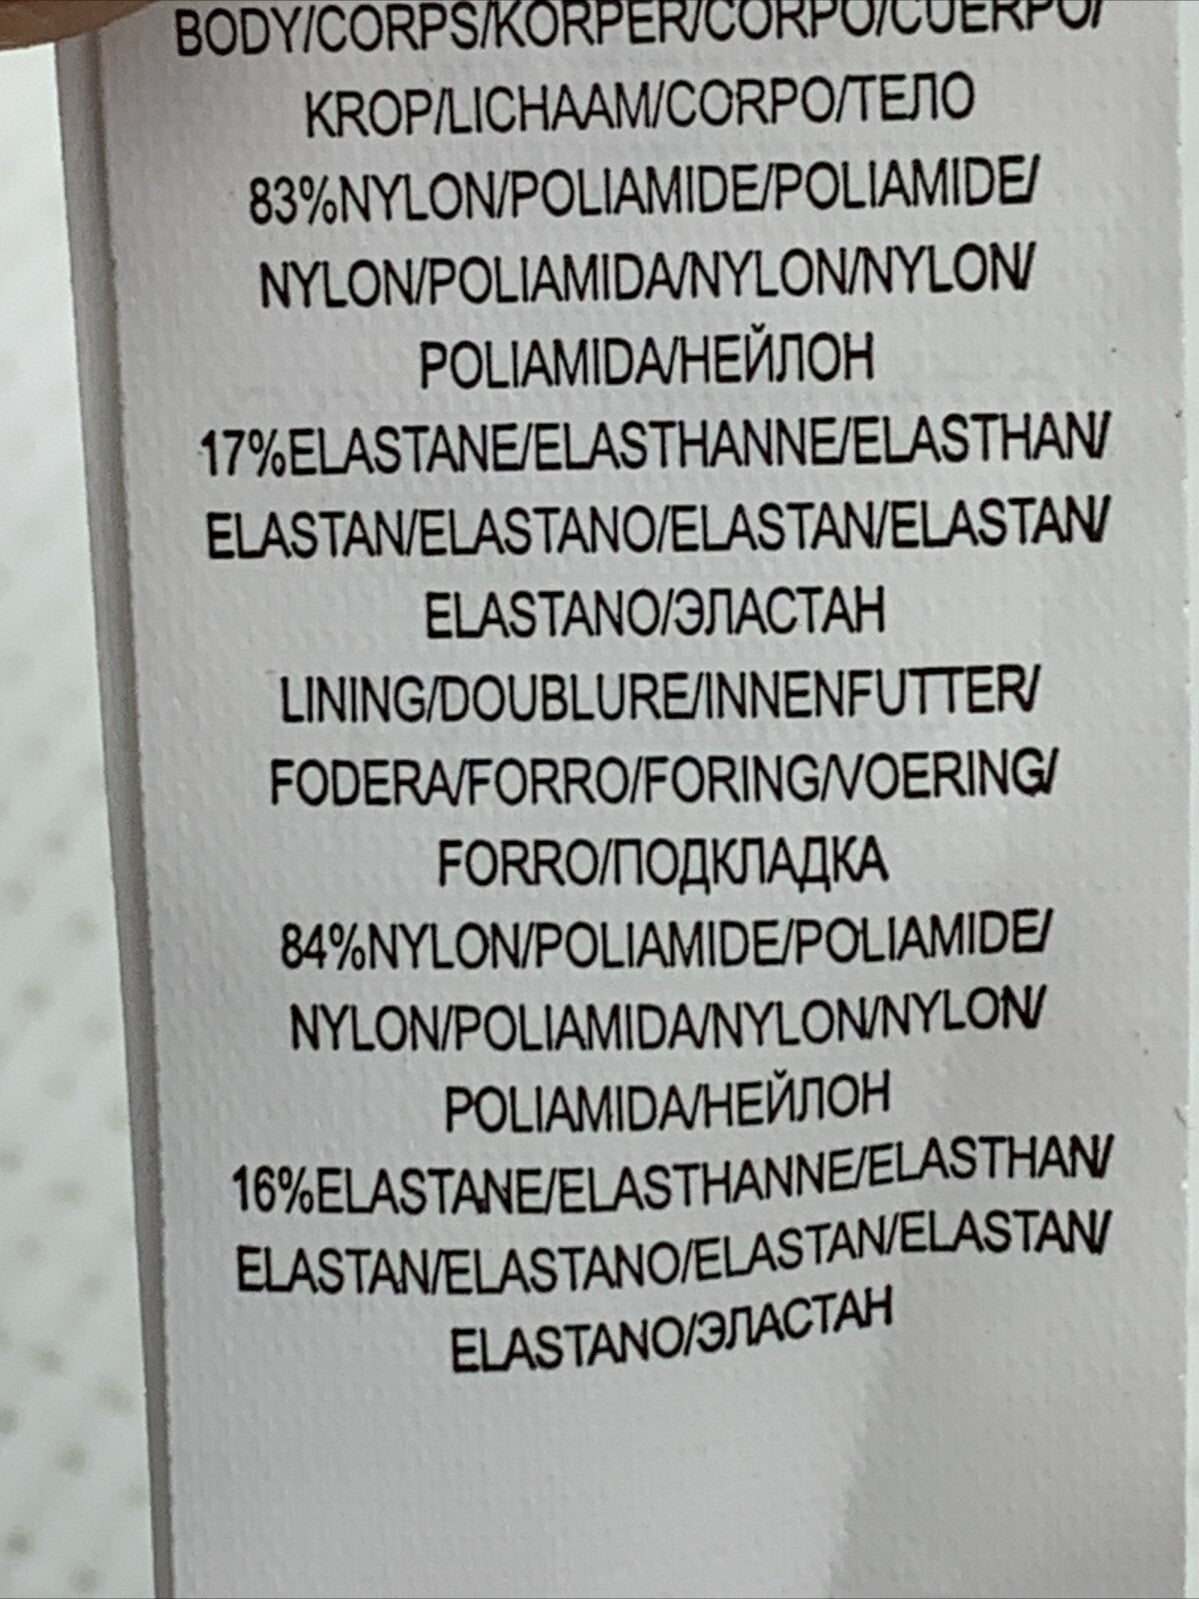 BODY/CORPS/KÖRPER/CORPO/CUERPO/
KROP/LICHAAM/CORPO/ТЕЛО
83%NYLON/POLIAMIDE/POLIAMIDE/
NYLON/POLIAMIDA/NYLON/NYLON/
POLIAMIDA/НЕЙЛОН
17%ELASTANE/ELASTHANNE/ELASTHAN/
ELASTAN/ELASTANO/ELASTAN/ELASTAN/
ELASTANO/ЭЛАСТАН
LINING/DOUBLURE/INNENFUTTER/
FODERA/FORRO/FORING/VOERING/
FORRO/ПОДКЛАДКА
84%NYLON/POLIAMIDE/POLIAMIDE/
NYLON/POLIAMIDA/NYLON/NYLON/
POLIAMIDA/НЕЙЛОН
16%ELASTANE/ELASTHANNE/ELASTHAN/
ELASTAN/ELASTANO/ELASTAN/ELASTAN/
ELASTANO/ЭЛАСТАН